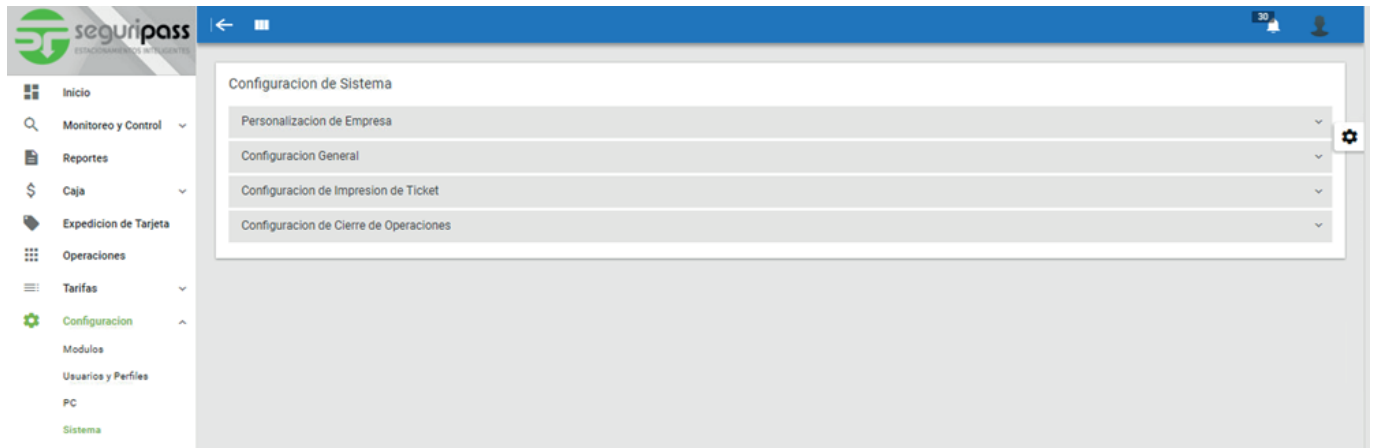 seguripass
ESTACIONAMIENTOS INTELIGENTES
30
Inicio
Monitoreo y Control
Reportes
Caja
Expedicion de Tarjeta
Operaciones
Tarifas
Configuracion
Modulos
Usuarios y Perfiles
PC
Sistema
Configuracion de Sistema
Personalizacion de Empresa
Configuracion General
Configuracion de Impresion de Ticket
Configuracion de Cierre de Operaciones